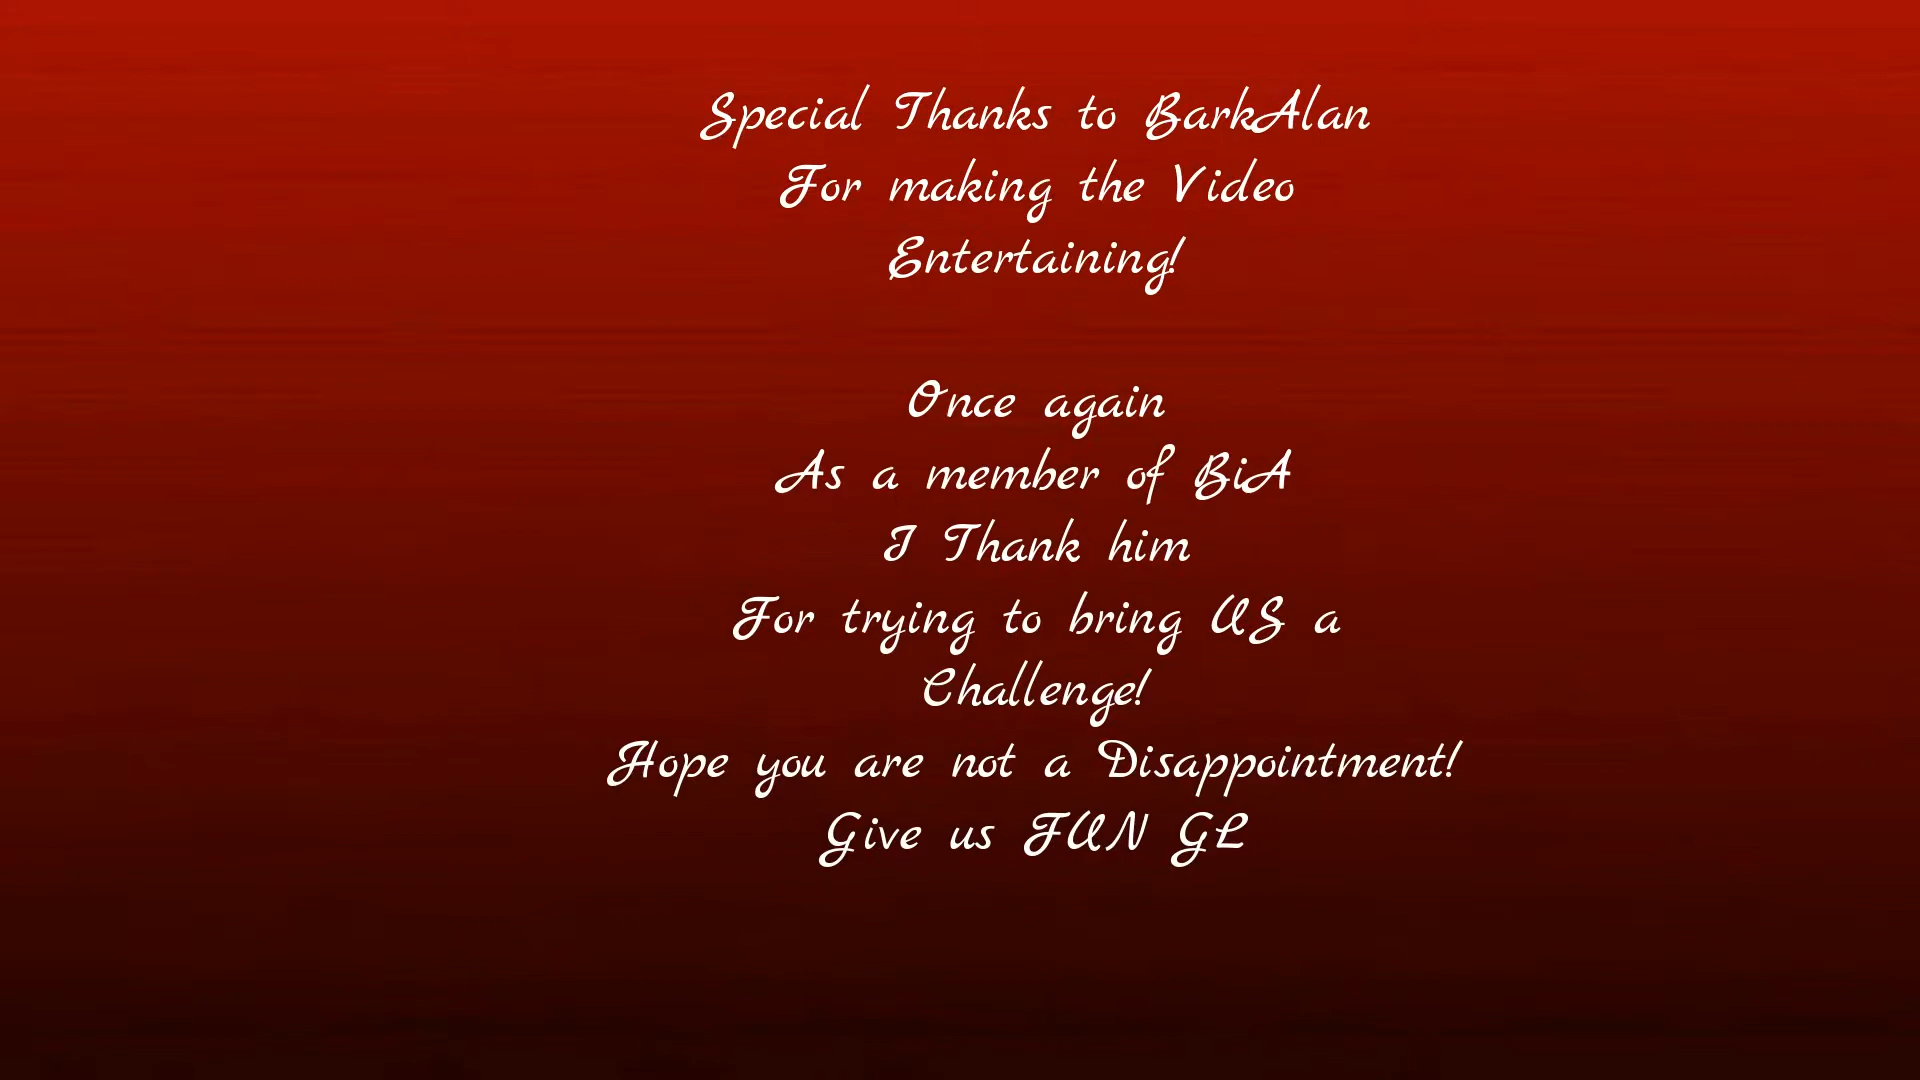 Special Thanks to BarkAlan
For making the Video
Entertaining!
Once again
As a member of BiA
I Thank him
For trying to bring US a
Challenge!
Hope you are not a Disappointment!
Give us FUN GL